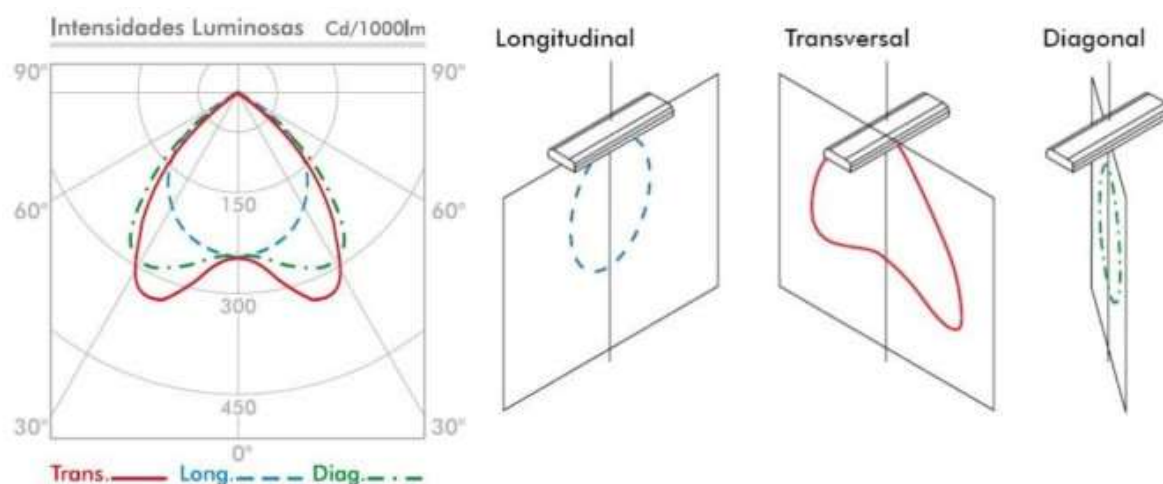 Intensidades Luminosas Cd/1000lm
Longitudinal
Transversal
Diagonal
90° 90°
60° 60°
150
300
450
30° 30°
0°
Trans. Long. Diag.